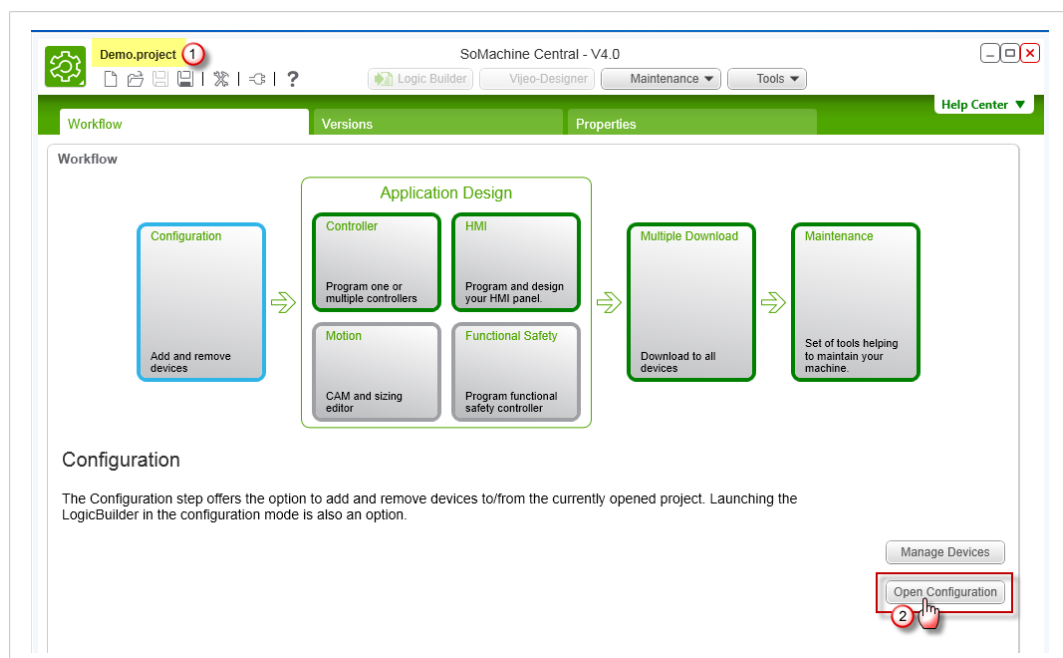 Demo.project 1
SoMachine Central - V4.0
?
Logic Builder
Vijeo-Designer
Maintenance
Tools
Help Center
Workflow
Versions
Properties
Workflow
Application Design
Configuration
Add and remove
devices
Controller
Program one or
multiple controllers
HMI
Program and design
your HMI panel.
Motion
CAM and sizing
editor
Functional Safety
Program functional
safety controller
Multiple Download
Download to all
devices
Maintenance
Set of tools helping
to maintain your
machine.
Configuration
The Configuration step offers the option to add and remove devices to/from the currently opened project. Launching the
LogicBuilder in the configuration mode is also an option.
Manage Devices
Open Configuration
2